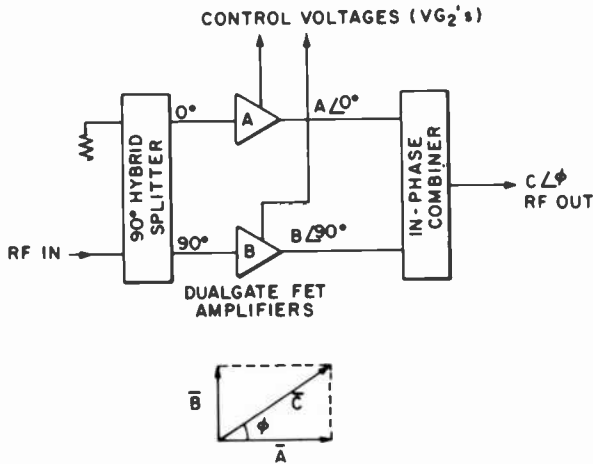 CONTROL VOLTAGES (VG₂'s)
90° HYBRID
SPLITTER
0°
A
A∠0°
IN-PHASE
COMBINER
C∠ϕ
RF OUT
RF IN
90°
B
B∠90°
DUALGATE FET
AMPLIFIERS
B̅
C̅
ϕ
A̅